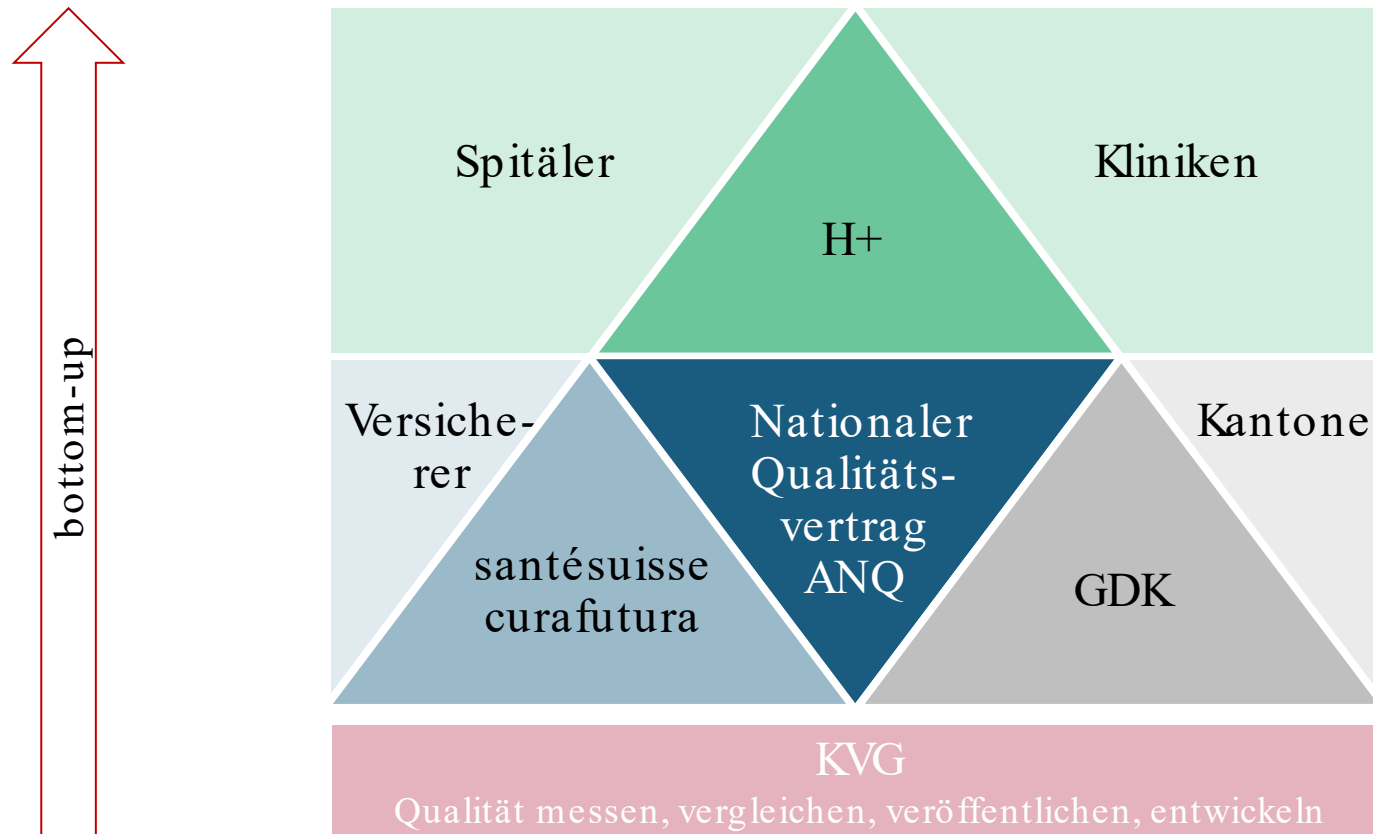 Spitäler
Kliniken
H+
bottom-up
Versiche-
rer
Nationaler
Qualitäts-
vertrag
ANQ
Kantone
santésuisse
curafutura
GDK
KVG
Qualität messen, vergleichen, veröffentlichen, entwickeln